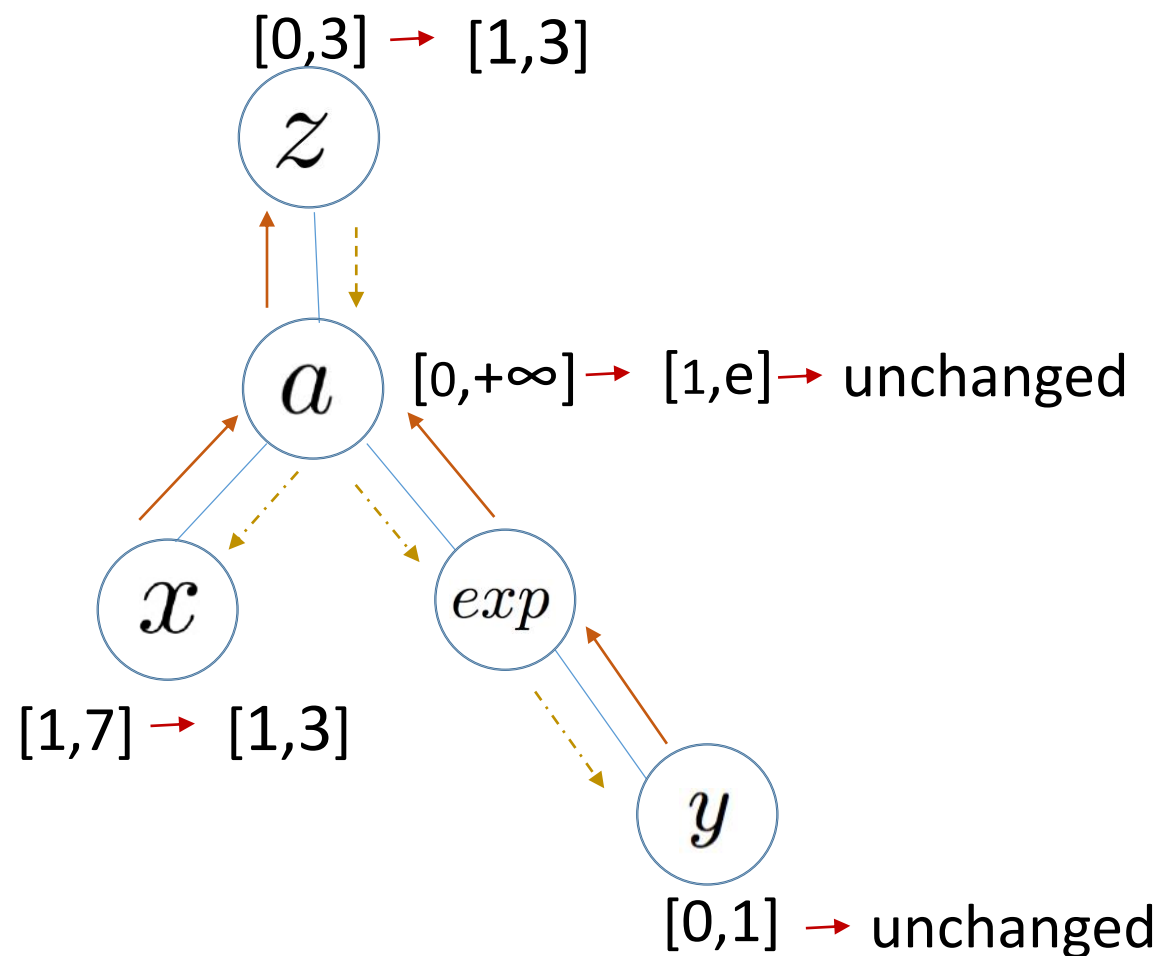 [0,3] → [1,3]
z
a [0,+∞] → [1,e] → unchanged
x
exp
[1,7] → [1,3]
y
[0,1] → unchanged